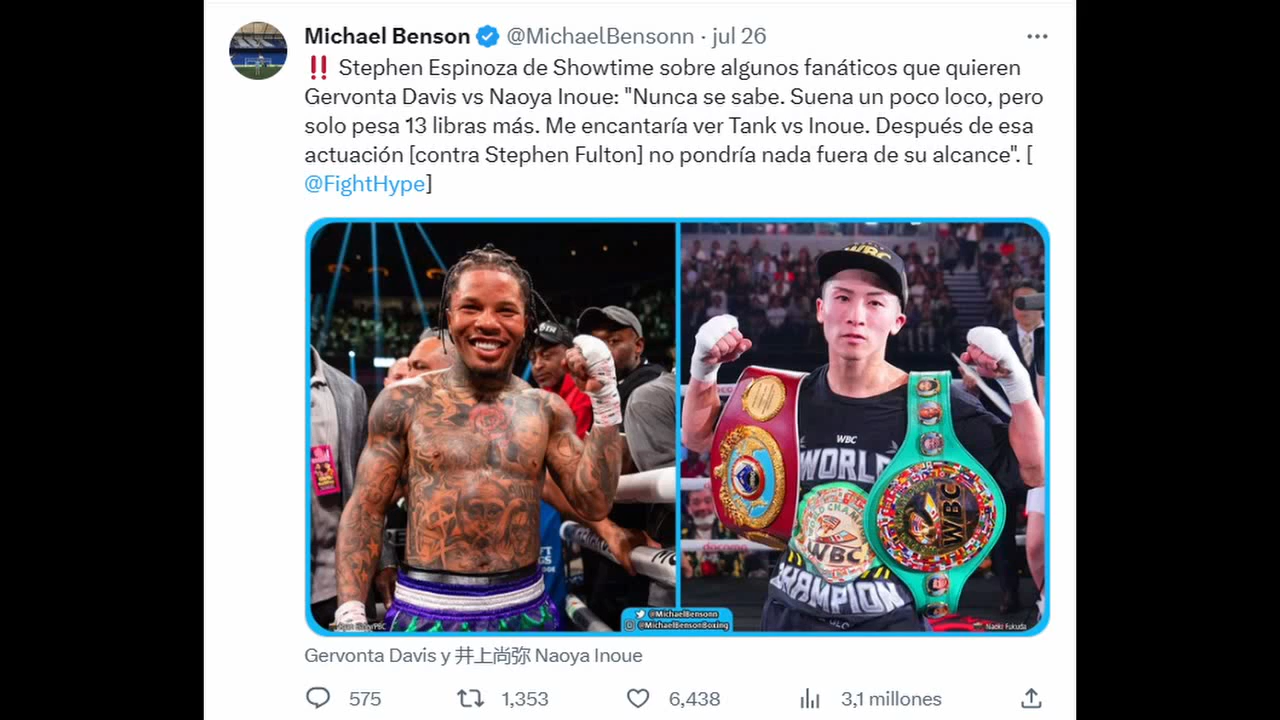 Michael Benson @MichaelBensonn · jul 26
‼ Stephen Espinoza de Showtime sobre algunos fanáticos que quieren
Gervonta Davis vs Naoya Inoue: "Nunca se sabe. Suena un poco loco, pero
solo pesa 13 libras más. Me encantaría ver Tank vs Inoue. Después de esa
actuación [contra Stephen Fulton] no pondría nada fuera de su alcance". [
@FightHype]
WBC
WBC
WORLD
WORLD CHAMP
WBC
WBC
CHAMPION
@MichaelBensonn
@MichaelBensonBoxing
Naoki Fukuda
Gervonta Davis y 井上尚弥 Naoya Inoue
575 1,353 6,438 3,1 millones